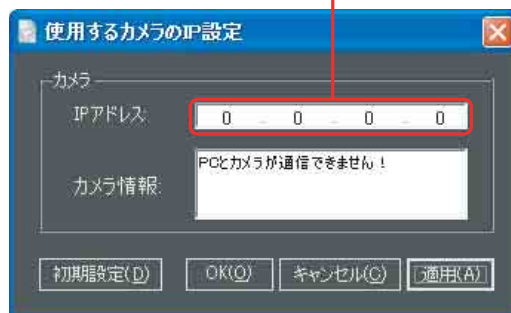 使用するカメラのIP設定
カメラ
IPアドレス:
0 . 0 . 0 . 0
カメラ情報:
PCとカメラが通信できません！
初期設定(D) OK(O) キャンセル(C) 適用(A)